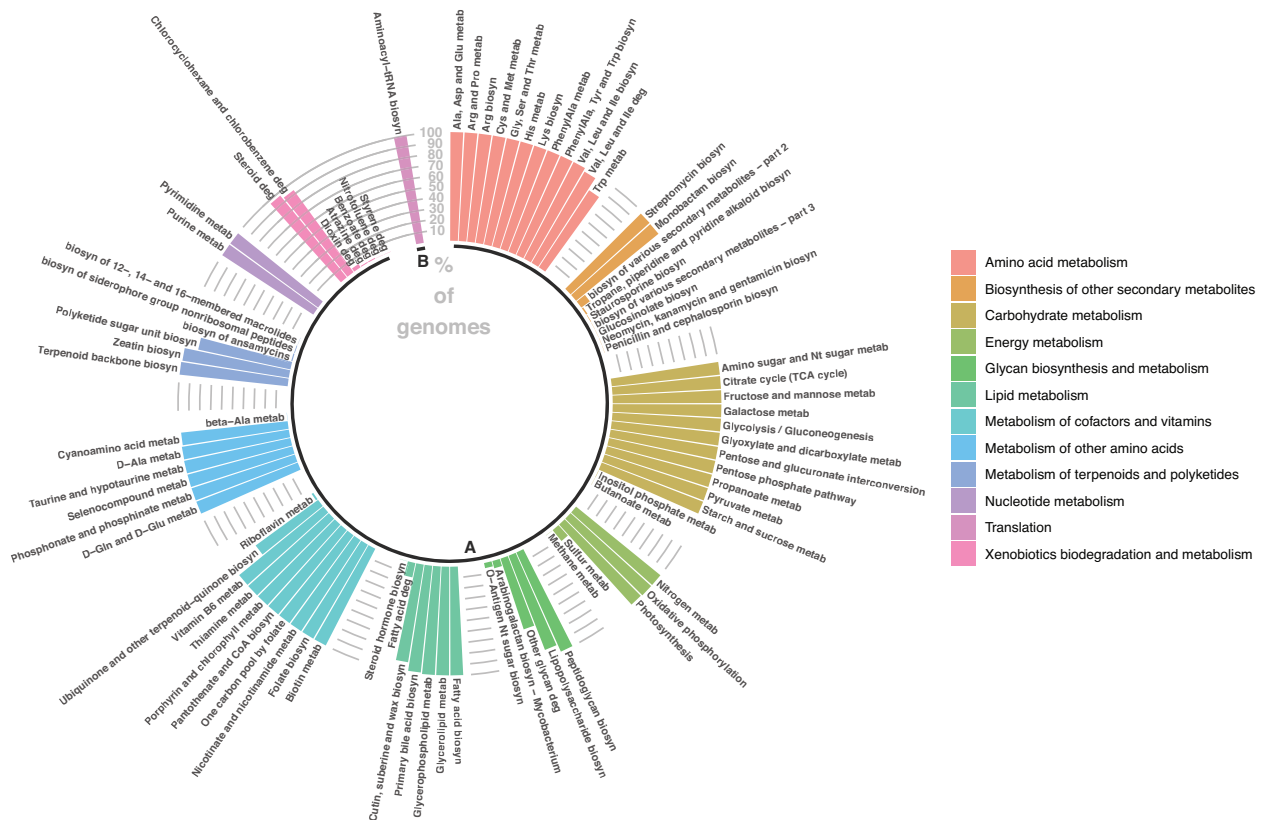 Ala, Asp and Glu metab
Arg and Pro metab
Arg biosyn
Cys and Met metab
Gly, Ser and Thr metab
His metab
Lys biosyn
PhenylAla metab
PhenylAla, Tyr and Trp biosyn
Val, Leu and Ile biosyn
Val, Leu and Ile deg
Trp metab
Streptomycin biosyn
Monobactam biosyn
biosyn of various secondary metabolites – part 2
Tropane, piperidine and pyridine alkaloid biosyn
Staurosporine biosyn
biosyn of various secondary metabolites – part 3
Glucosinolate biosyn
Neomycin, kanamycin and gentamicin biosyn
Penicillin and cephalosporin biosyn
Amino sugar and Nt sugar metab
Citrate cycle (TCA cycle)
Fructose and mannose metab
Galactose metab
Glycolysis / Gluconeogenesis
Glyoxylate and dicarboxylate metab
Pentose and glucuronate interconversion
Pentose phosphate pathway
Propanoate metab
Pyruvate metab
Starch and sucrose metab
Inositol phosphate metab
Butanoate metab
Nitrogen metab
Oxidative phosphorylation
Photosynthesis
Sulfur metab
Methane metab
Peptidoglycan biosyn
Lipopolysaccharide biosyn
Other glycan deg
Arabinogalactan biosyn – Mycobacterium
O–Antigen Nt sugar biosyn
Fatty acid biosyn
Glycerolipid metab
Glycerophospholipid metab
Primary bile acid biosyn
Cutin, suberine and wax biosyn
Fatty acid deg
Steroid hormone biosyn
Biotin metab
Folate biosyn
Nicotinate and nicotinamide metab
One carbon pool by folate
Pantothenate and CoA biosyn
Porphyrin and chlorophyll metab
Thiamine metab
Vitamin B6 metab
Ubiquinone and other terpenoid–quinone biosyn
Riboflavin metab
D–Gln and D–Glu metab
Phosphonate and phosphinate metab
Selenocompound metab
Taurine and hypotaurine metab
D–Ala metab
Cyanoamino acid metab
beta–Ala metab
Terpenoid backbone biosyn
Zeatin biosyn
Polyketide sugar unit biosyn
biosyn of ansamycins
biosyn of siderophore group nonribosomal peptides
biosyn of 12–, 14– and 16–membered macrolides
Purine metab
Pyrimidine metab
Steroid deg
Chlorocyclohexane and chlorobenzene deg
Dioxin deg
Atrazine deg
Benzoate deg
Nitrotoluene deg
Styrene deg
Aminoacyl–tRNA biosyn
100
90
80
70
60
50
40
30
20
10
B
%
of
genomes
A
Amino acid metabolism
Biosynthesis of other secondary metabolites
Carbohydrate metabolism
Energy metabolism
Glycan biosynthesis and metabolism
Lipid metabolism
Metabolism of cofactors and vitamins
Metabolism of other amino acids
Metabolism of terpenoids and polyketides
Nucleotide metabolism
Translation
Xenobiotics biodegradation and metabolism